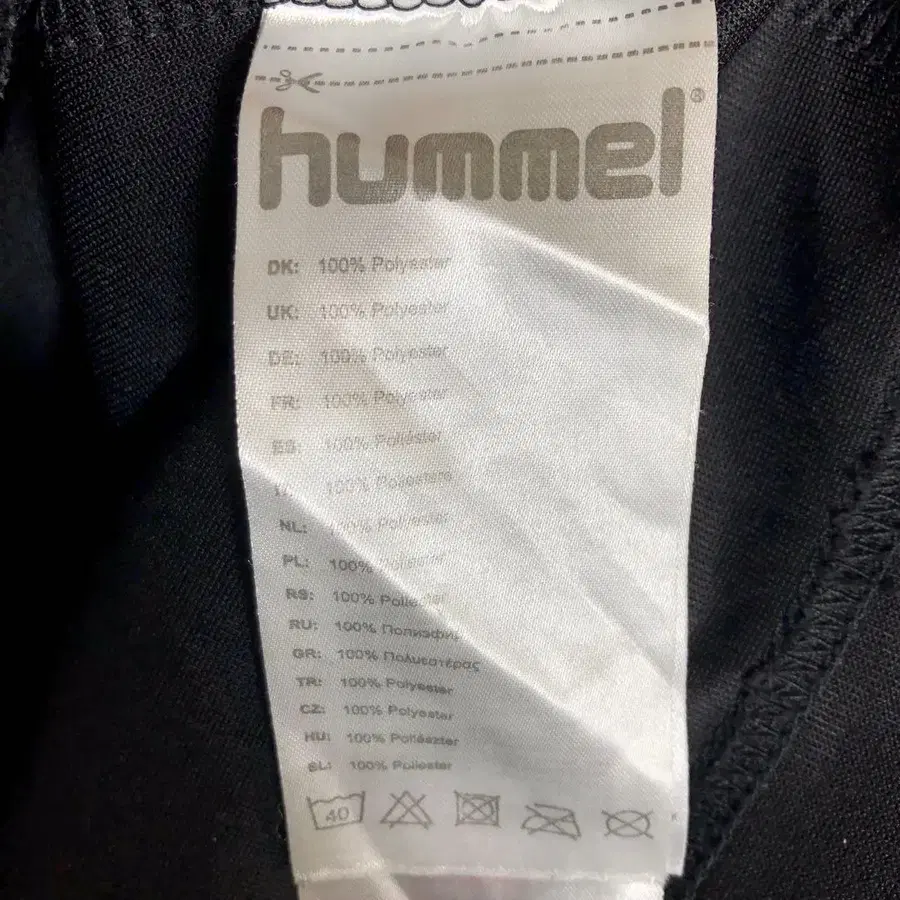 hummel®
DK: 100% Polyester
UK: 100% Polyester
DE: 100% Polyester
FR: 100% Polyester
ES: 100% Poliéster
100% Poliestere
NL: 100% Polyester
PL: 100%
RS: 100% Poliester
RU: 100%
GR: 100% Πολυεστέρας
TR: 100% Polyester
CZ: 100% Polyester
HU: 100% Poliészter
SL: 100% Poliester
40